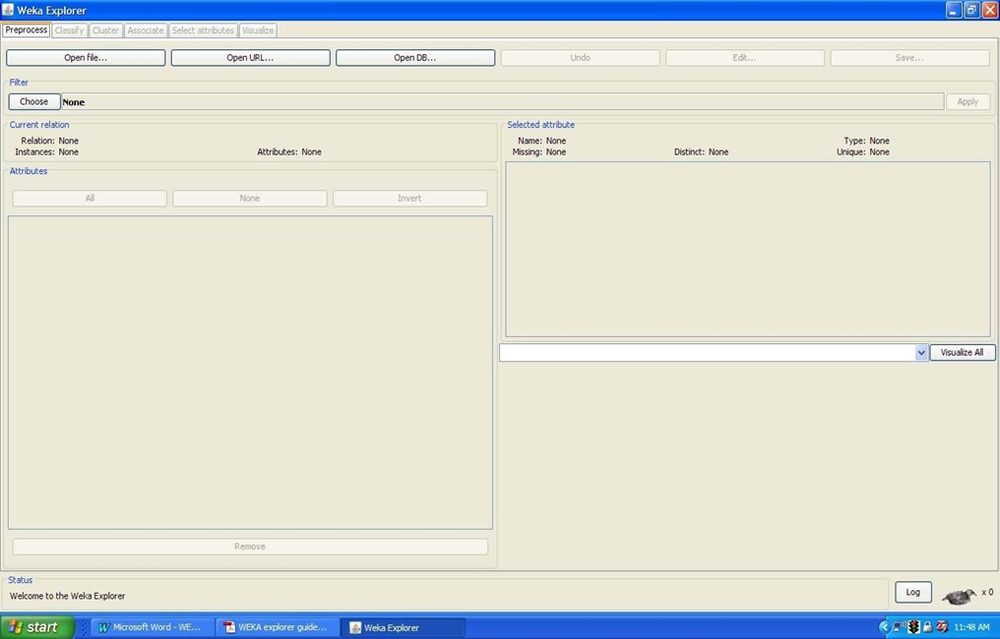 Weka Explorer
Preprocess Classify Cluster Associate Select attributes Visualize
Open file... Open URL... Open DB... Undo Edit... Save...
Filter
Choose None Apply
Current relation
Relation: None
Instances: None Attributes: None
Selected attribute
Name: None Type: None
Missing: None Distinct: None Unique: None
Attributes
All None Invert
Visualize All
Remove
Status
Welcome to the Weka Explorer
Log x 0
start Microsoft Word - WE... WEKA explorer guide... Weka Explorer 11:48 AM